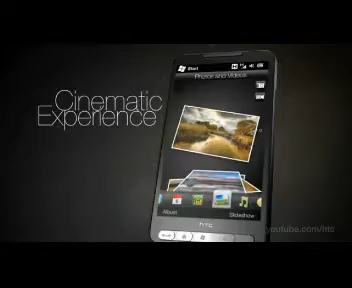 Cinematic
Experience
Start
Photos and Videos
Album
Slideshow
hTC
youtube.com/htc